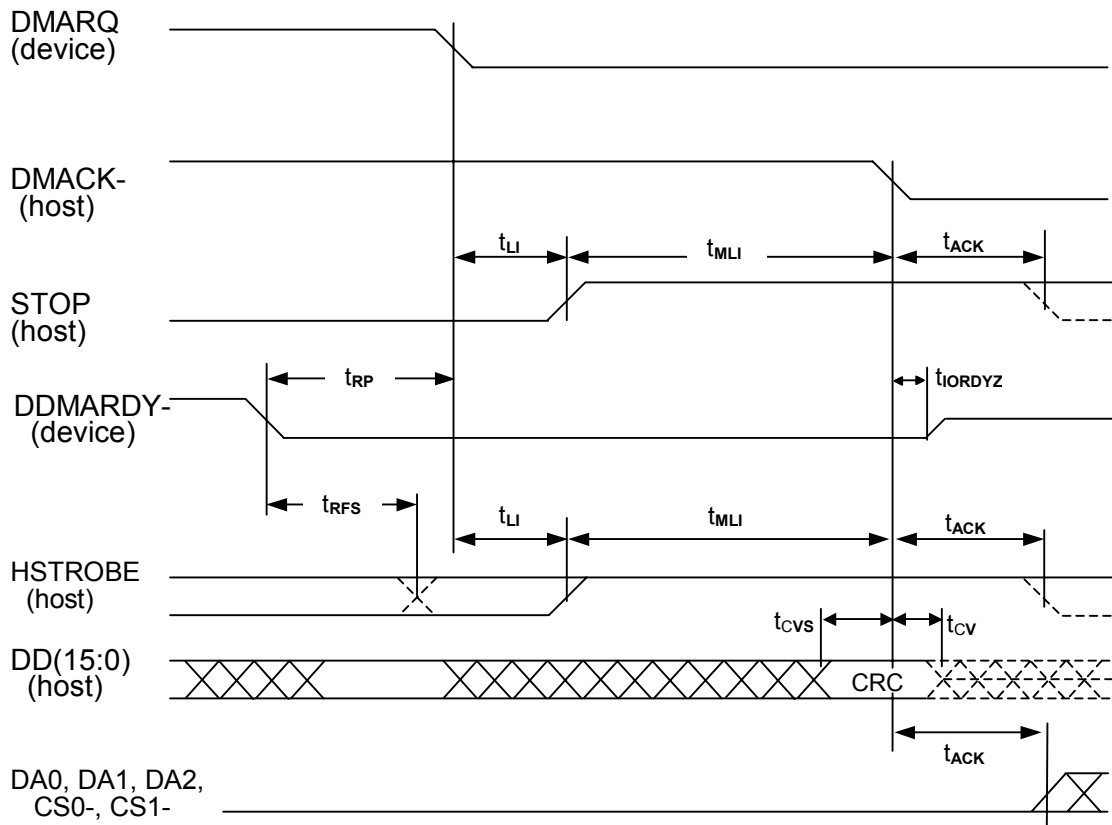 DMARQ
(device)
DMACK-
(host)
tLI
tMLI
tACK
STOP
(host)
tRP
tIORDYZ
DDMARDY-
(device)
tRFS
tLI
tMLI
tACK
HSTROBE
(host)
tCVS
tCV
DD(15:0)
(host)
CRC
tACK
DA0, DA1, DA2,
CS0-, CS1-